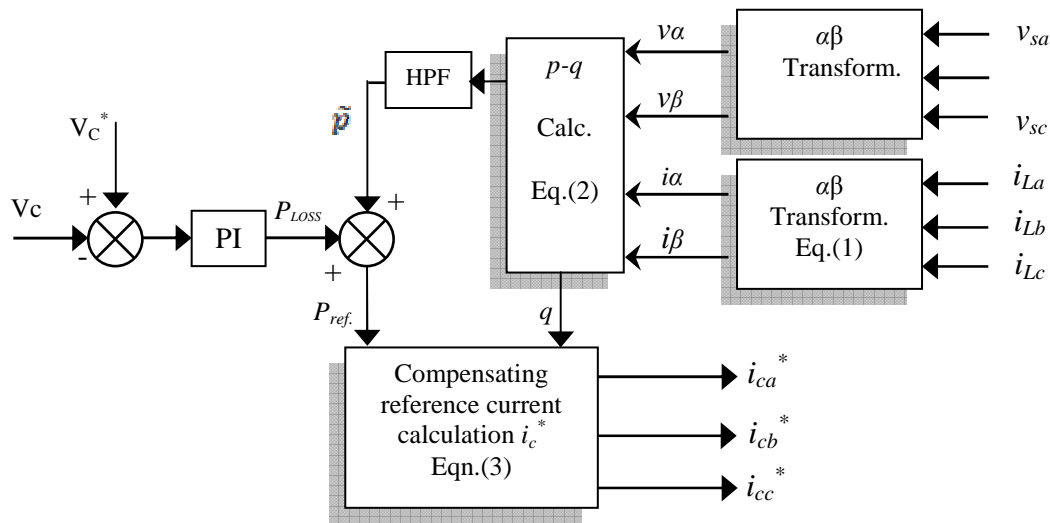 αβ
Transform.
v_sa
v_sc
vα
vβ
p-q
Calc.
Eq.(2)
HPF
p̃
V_C*
+
Vc
-
PI
P_LOSS
+
+
P_ref.
iα
iβ
q
αβ
Transform.
Eq.(1)
i_La
i_Lb
i_Lc
Compensating
reference current
calculation i_c*
Eqn.(3)
i_ca*
i_cb*
i_cc*